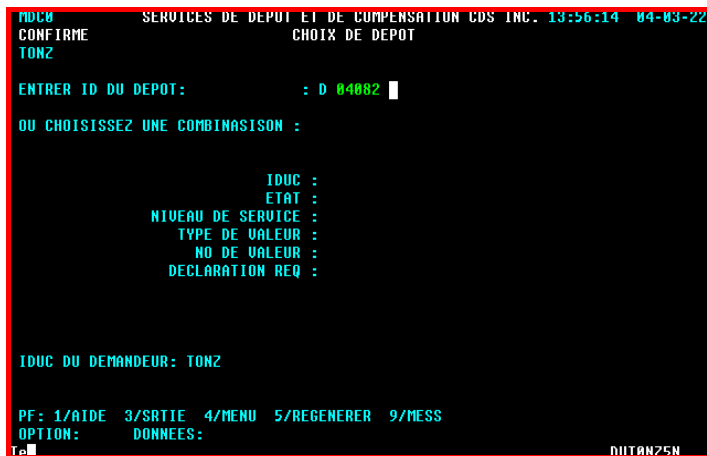 MDC0 SERVICES DE DEPOT ET DE COMPENSATION CDS INC. 13:56:14 04-03-22
CONFIRME CHOIX DE DEPOT
TONZ
ENTRER ID DU DEPOT: : D 04082
OU CHOISISSEZ UNE COMBINASISON :
IDUC :
ETAT :
NIVEAU DE SERVICE :
TYPE DE VALEUR :
NO DE VALEUR :
DECLARATION REQ :
IDUC DU DEMANDEUR: TONZ
PF: 1/AIDE 3/SRTIE 4/MENU 5/REGENERER 9/MESS
OPTION: DONNEES:
Te DUT0NZ5N